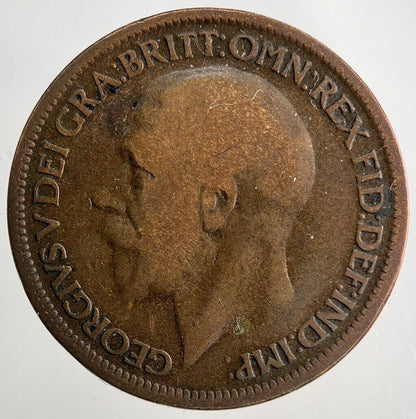 GEORGIVS V DEI GRA: BRITT: OMN: REX FID: DEF: IND: IMP: